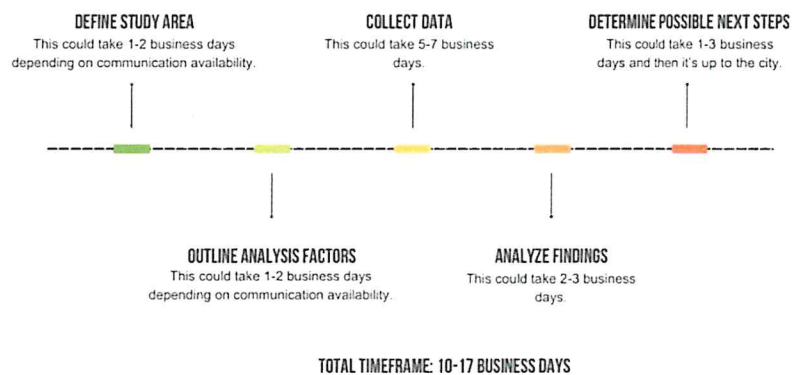 DEFINE STUDY AREA
This could take 1-2 business days
depending on communication availability.
COLLECT DATA
This could take 5-7 business
days.
DETERMINE POSSIBLE NEXT STEPS
This could take 1-3 business
days and then it's up to the city.
OUTLINE ANALYSIS FACTORS
This could take 1-2 business days
depending on communication availability.
ANALYZE FINDINGS
This could take 2-3 business
days.
TOTAL TIMEFRAME: 10-17 BUSINESS DAYS